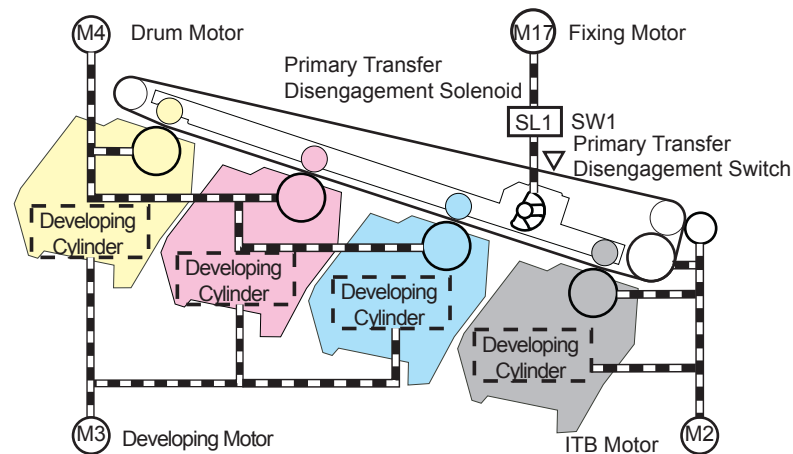 M4 Drum Motor
M17 Fixing Motor
Primary Transfer
Disengagement Solenoid
SL1 SW1
Primary Transfer
Disengagement Switch
Developing
Cylinder
Developing
Cylinder
Developing
Cylinder
Developing
Cylinder
M3 Developing Motor
ITB Motor M2